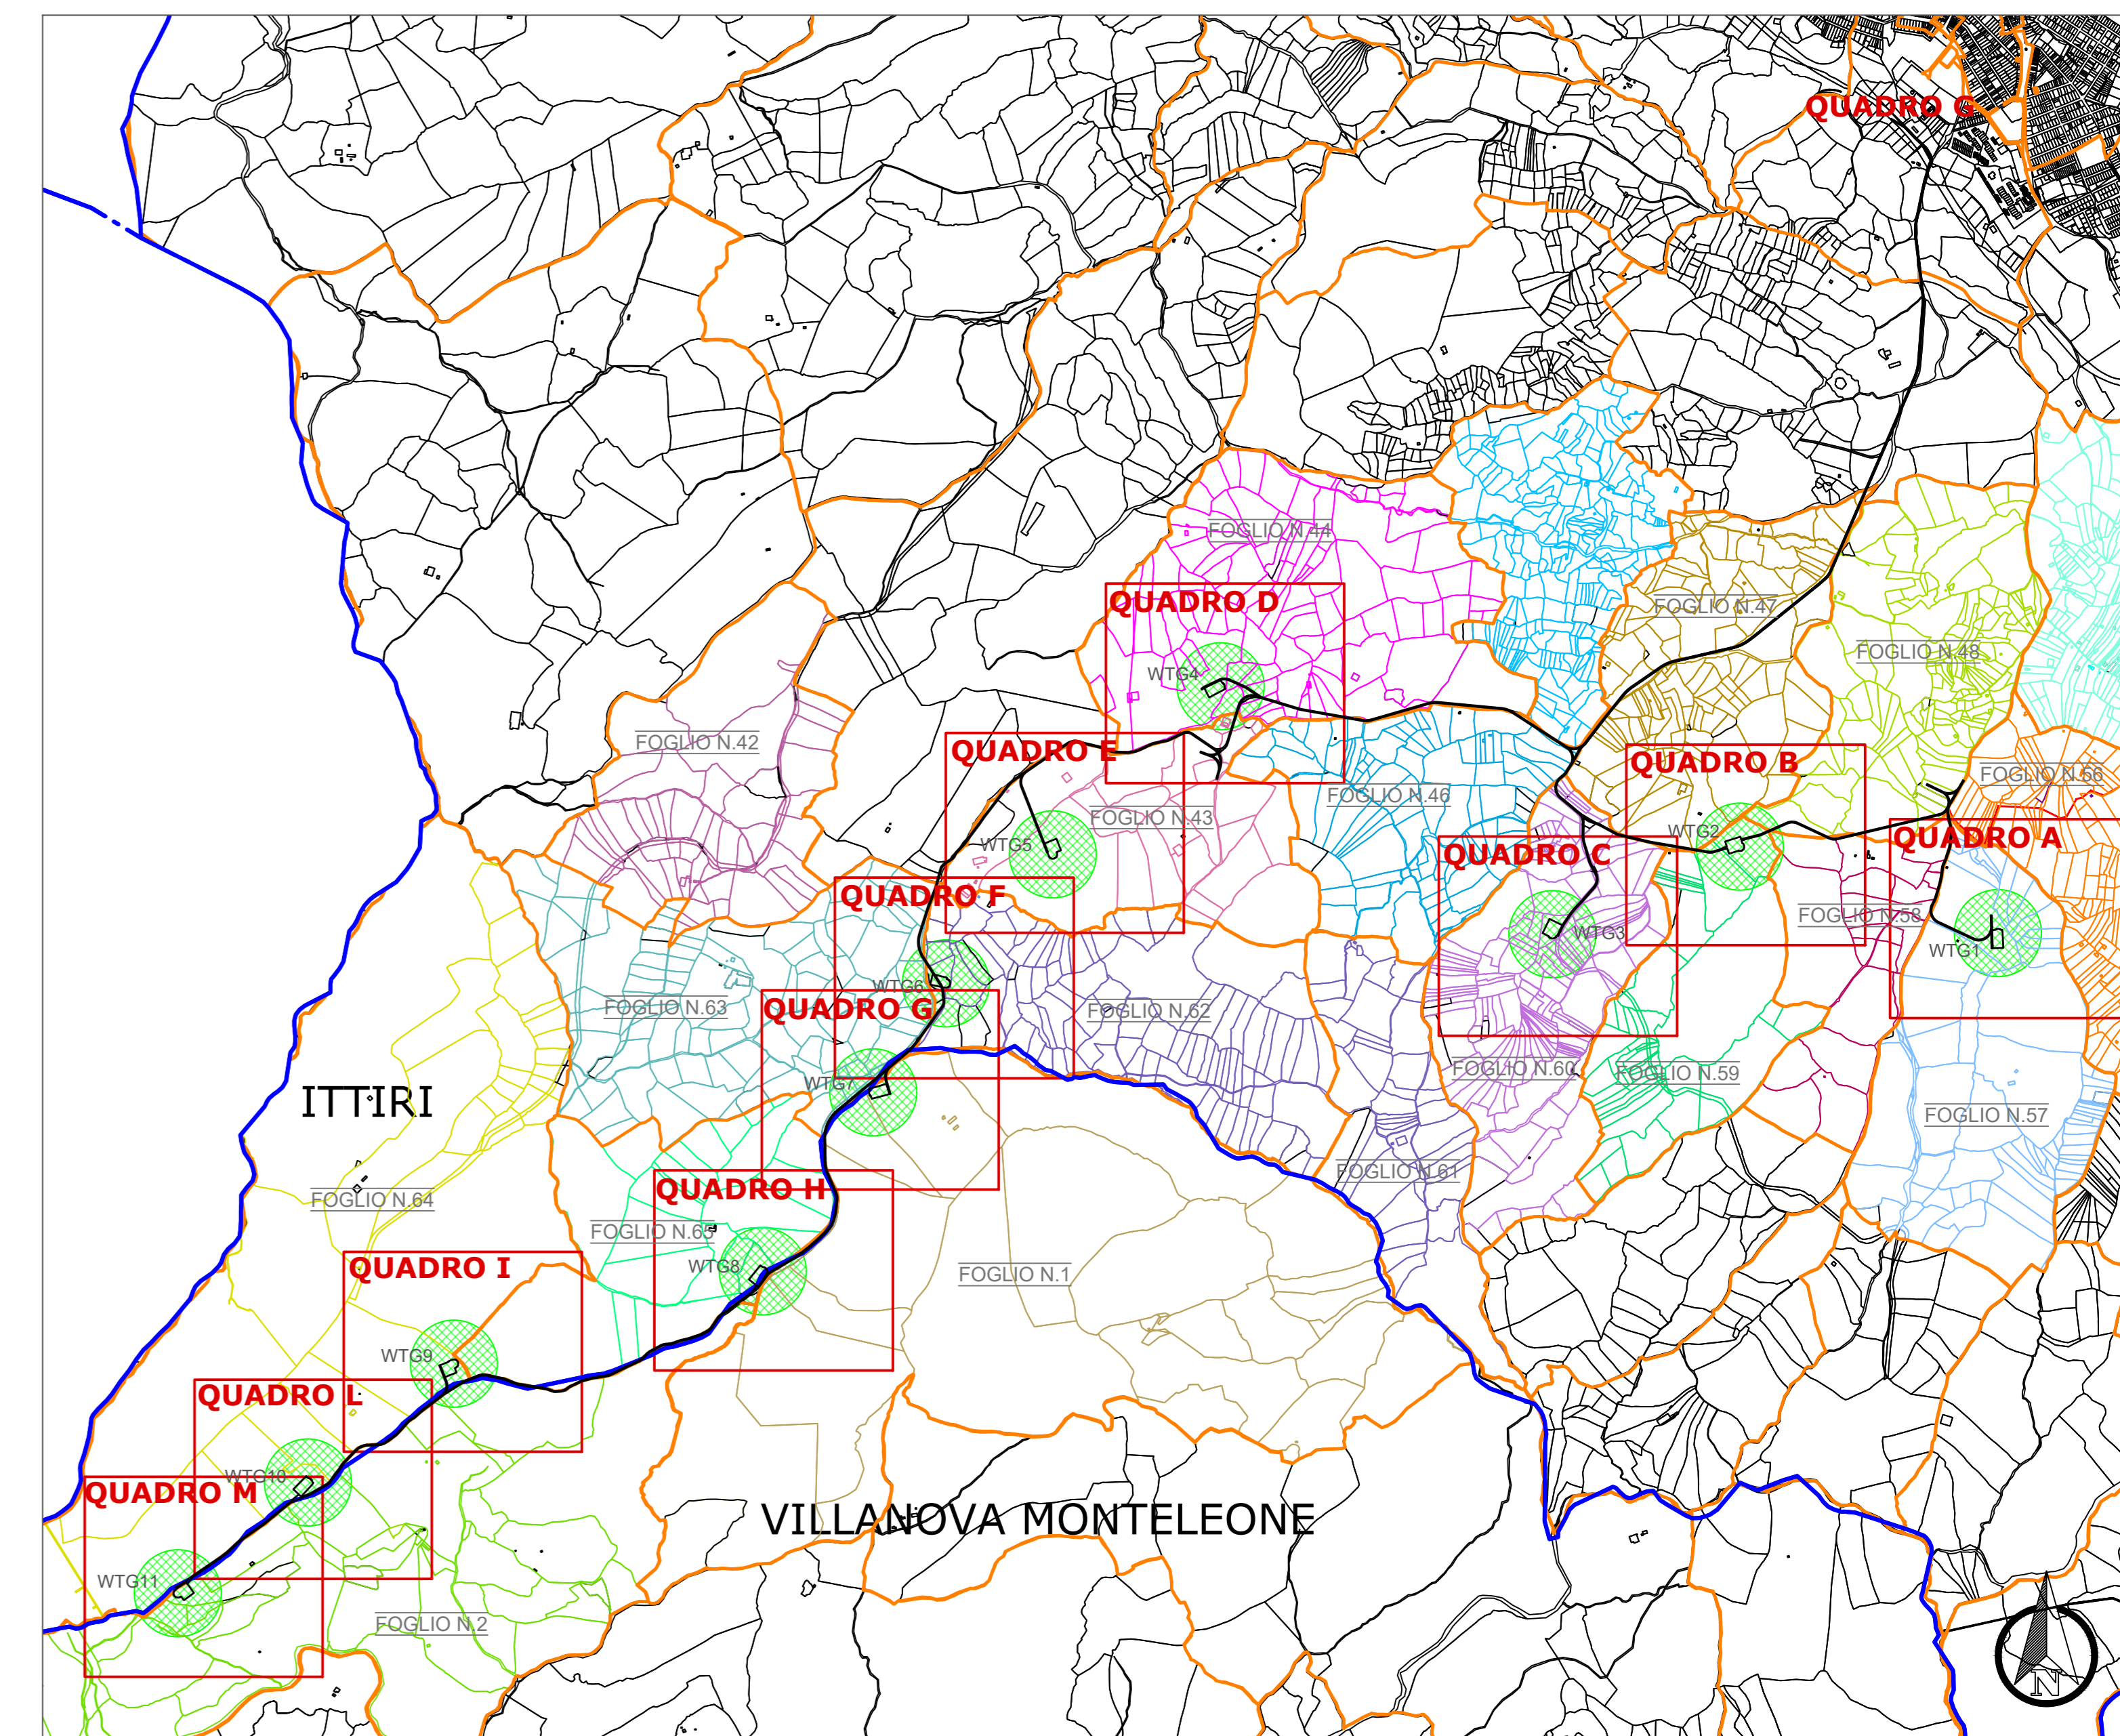 QUADRO G
FOGLIO N.44
QUADRO D
FOGLIO N.47
FOGLIO N.48
WTG4
FOGLIO N.42
QUADRO E
QUADRO B
FOGLIO N.56
FOGLIO N.46
FOGLIO N.43
WTG2
QUADRO A
WTG5
QUADRO C
QUADRO F
FOGLIO N.58
WTG3
WTG1
WTG6
FOGLIO N.63
QUADRO G
FOGLIO N.62
FOGLIO N.60
FOGLIO N.59
WTG7
ITTIRI
FOGLIO N.57
FOGLIO N.61
QUADRO H
FOGLIO N.64
FOGLIO N.65
WTG8
QUADRO I
FOGLIO N.1
WTG9
QUADRO L
WTG10
QUADRO M
VILLANOVA MONTELEONE
WTG11
FOGLIO N.2
N